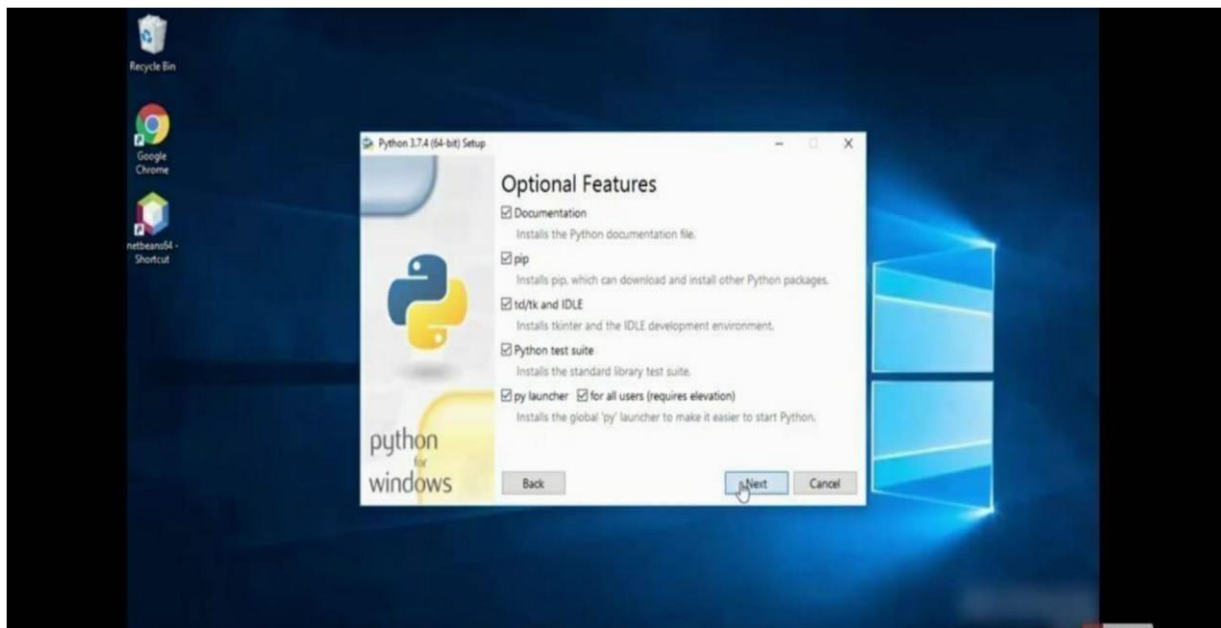 Recycle Bin
Google
Chrome
netbeans64 -
Shortcut
Python 3.7.4 (64-bit) Setup
Optional Features
Documentation
Installs the Python documentation file.
pip
Installs pip, which can download and install other Python packages.
tcl/tk and IDLE
Installs tkinter and the IDLE development environment.
Python test suite
Installs the standard library test suite.
py launcher for all users (requires elevation)
Installs the global 'py' launcher to make it easier to start Python.
python
for
windows
Back Next Cancel